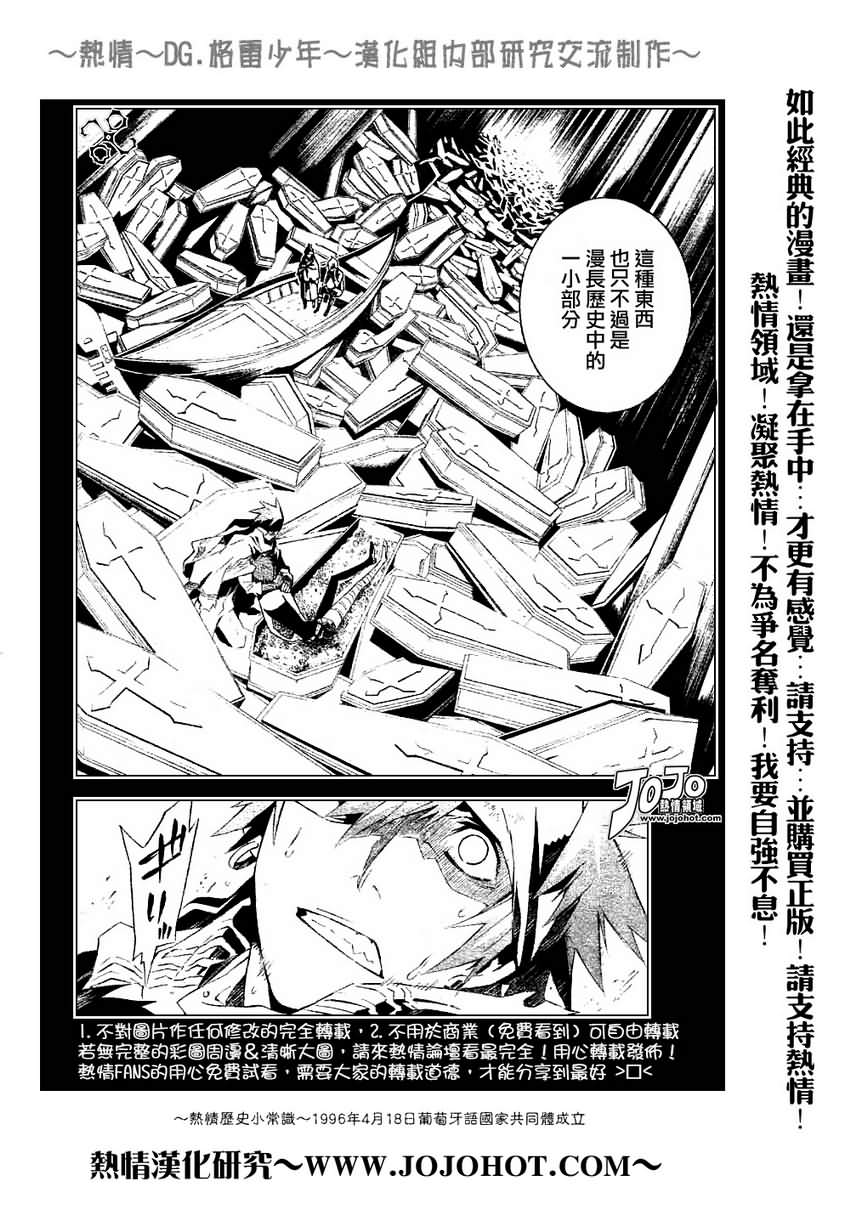 ～熱情～DG.格雷少年～漢化組內部研究交流制作～
如此經典的漫畫！還是拿在手中…才更有感覺…請支持…並購買正版！請支持熱情！
熱情領域！凝聚熱情！不為爭名奪利！我要自強不息！
這種東西
也只不過是
漫長歷史中的
一小部分
JOJO
熱情領域
www.jojohot.com
1.不對圖片作任何修改的完全轉載，2.不用於商業（免費看到）可自由轉載
若無完整的彩圖周漫＆清晰大圖，請來熱情論壇看最完全！用心轉載發佈！
熱情FANS的用心免費試看，需要大家的轉載道德，才能分享到最好 >口<
～熱情歷史小常識～1996年4月18日葡萄牙語國家共同體成立
熱情漢化研究～WWW.JOJOHOT.COM～